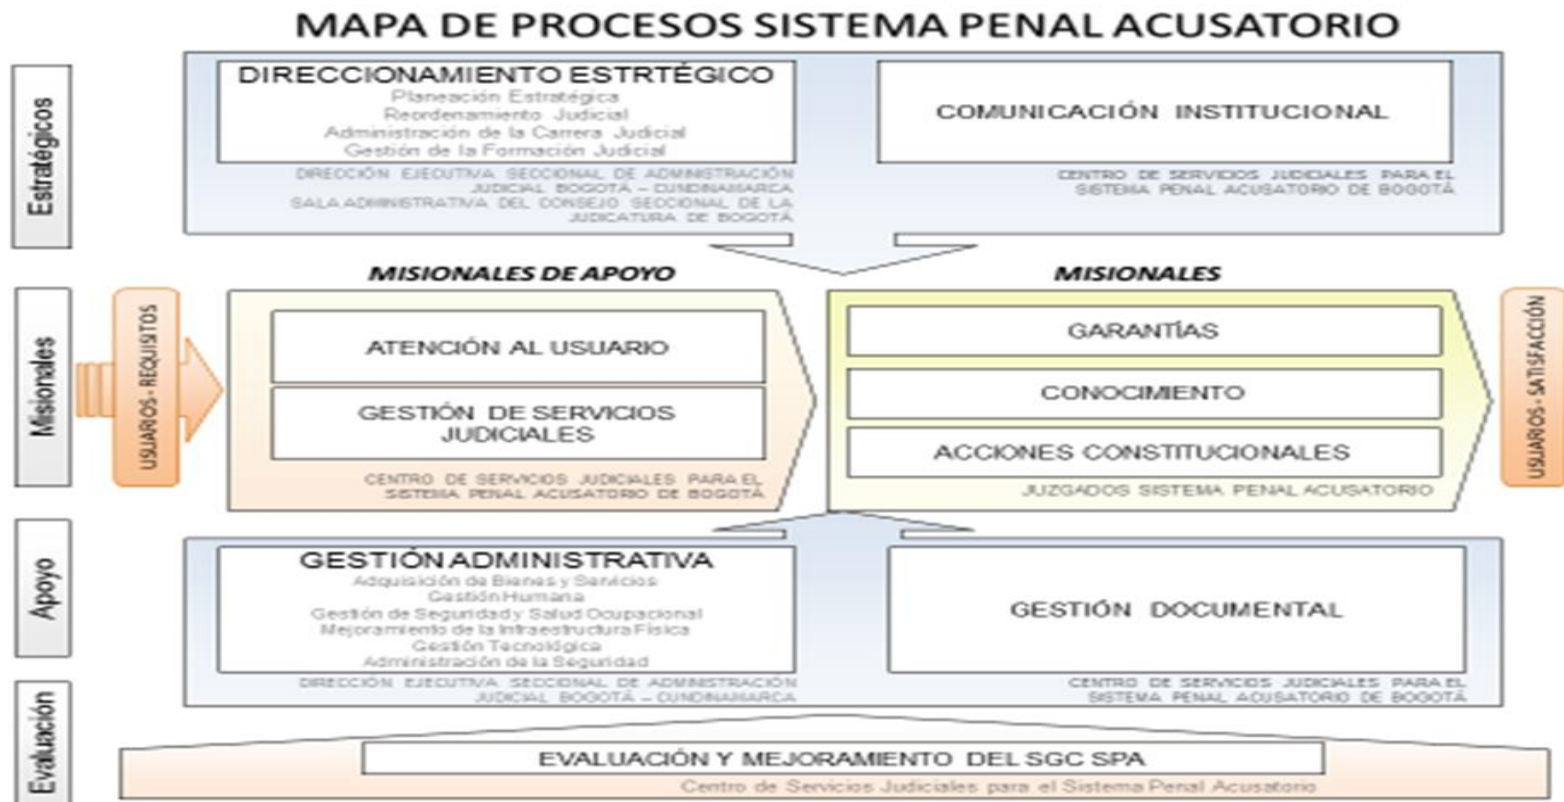 MAPA DE PROCESOS SISTEMA PENAL ACUSATORIO
Estratégicos
DIRECCIONAMIENTO ESTRTÉGICO
Planeación Estratégica
Reordenamiento Judicial
Administración de la Carrera Judicial
Gestión de la Formación Judicial
DIRECCIÓN EJECUTIVA SECCIONAL DE ADMINISTRACIÓN
JUDICIAL BOGOTÁ – CUNDINAMARCA
SALA ADMINISTRATIVA DEL CONSEJO SECCIONAL DE LA
JUDICATURA DE BOGOTÁ
COMUNICACIÓN INSTITUCIONAL
CENTRO DE SERVICIOS JUDICIALES PARA EL
SISTEMA PENAL ACUSATORIO DE BOGOTÁ
Misionales
USUARIOS - REQUISITOS
MISIONALES DE APOYO
ATENCIÓN AL USUARIO
GESTIÓN DE SERVICIOS
JUDICIALES
CENTRO DE SERVICIOS JUDICIALES PARA EL
SISTEMA PENAL ACUSATORIO DE BOGOTÁ
MISIONALES
GARANTÍAS
CONOCIMIENTO
ACCIONES CONSTITUCIONALES
JUZGADOS SISTEMA PENAL ACUSATORIO
USUARIOS - SATISFACCIÓN
Apoyo
GESTIÓN ADMINISTRATIVA
Adquisición de Bienes y Servicios
Gestión Humana
Gestión de Seguridad y Salud Ocupacional
Mejoramiento de la Infraestructura Física
Gestión Tecnológica
Administración de la Seguridad
DIRECCIÓN EJECUTIVA SECCIONAL DE ADMINISTRACIÓN
JUDICIAL BOGOTÁ – CUNDINAMARCA
GESTIÓN DOCUMENTAL
CENTRO DE SERVICIOS JUDICIALES PARA EL
SISTEMA PENAL ACUSATORIO DE BOGOTÁ
Evaluación
EVALUACIÓN Y MEJORAMIENTO DEL SGC SPA
Centro de Servicios Judiciales para el Sistema Penal Acusatorio